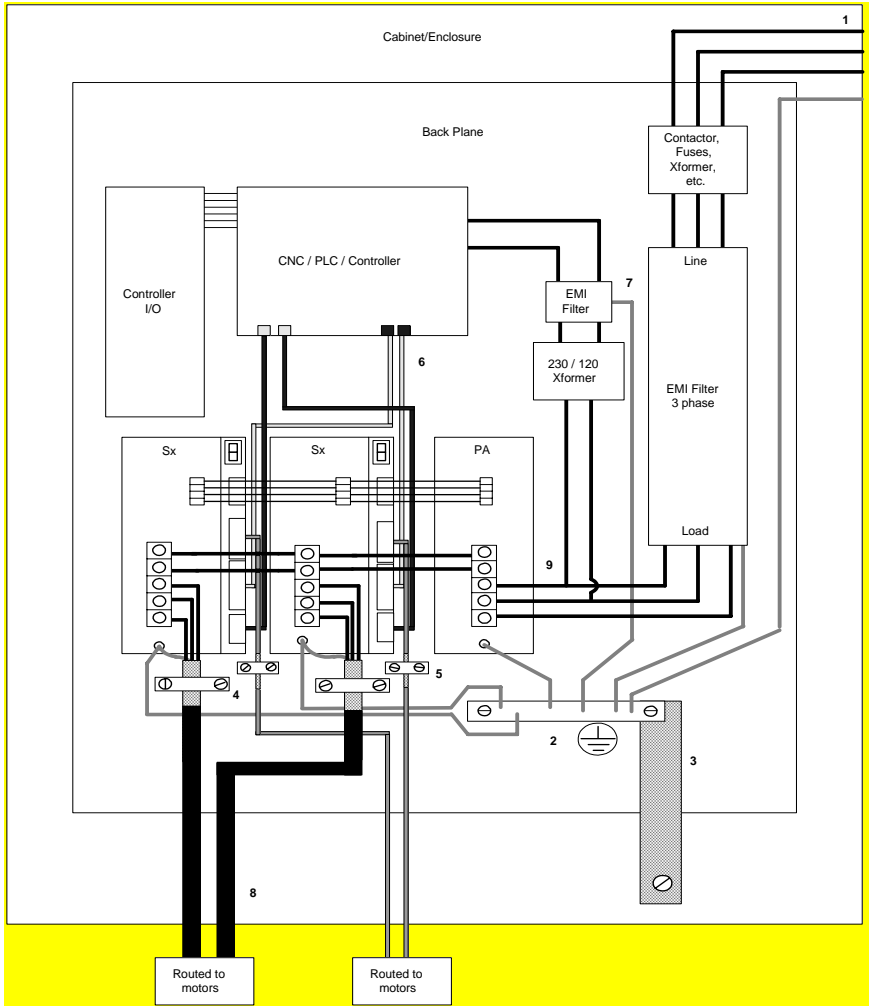 1
Cabinet/Enclosure
Back Plane
Contactor,
Fuses,
Xformer,
etc.
CNC / PLC / Controller
Line
7
EMI
Filter
Controller
I/O
6
230 / 120
Xformer
EMI Filter
3 phase
Sx
Sx
PA
Load
9
4
5
2
3
8
Routed to
motors
Routed to
motors